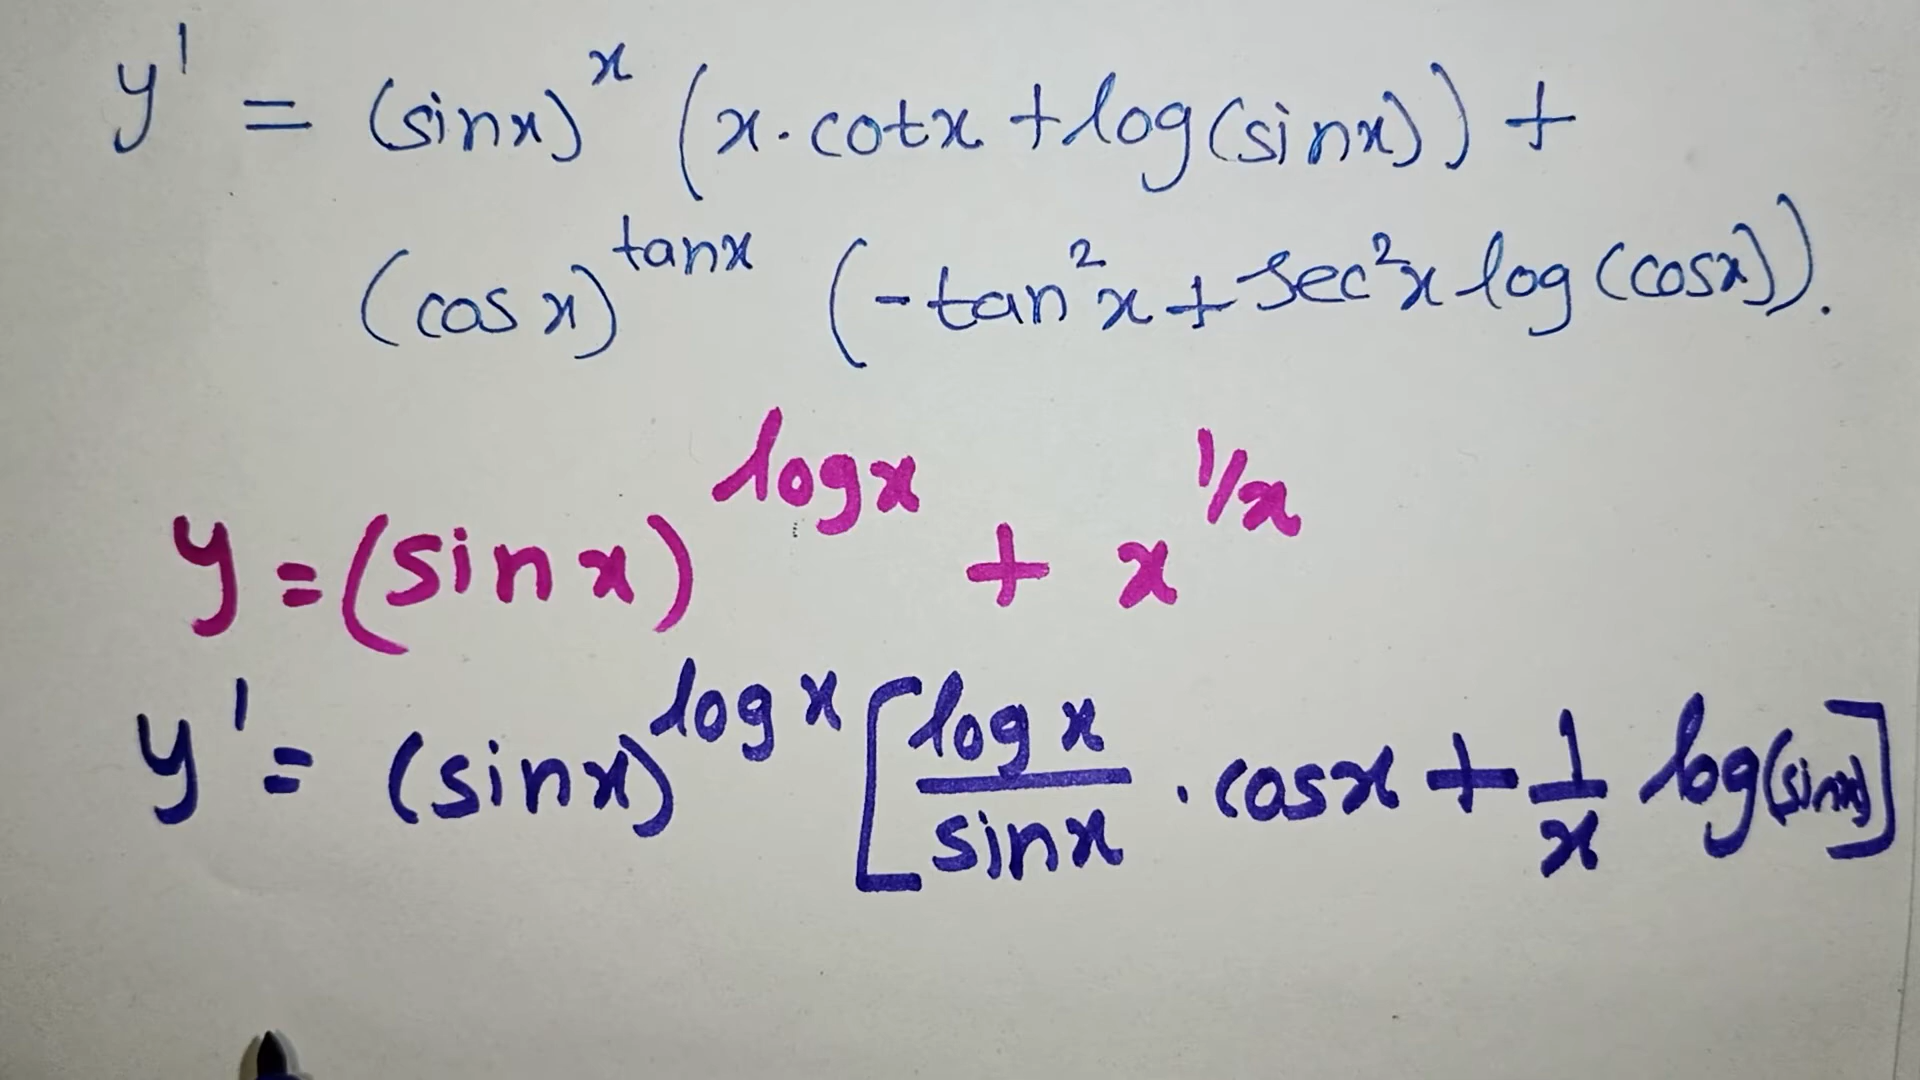 y' = (sinx)^x (x.cotx + log(sinx)) +
(cosx)^tanx (-tan²x + sec²x log(cosx)).
y = (sinx)^logx + x^1/x
y' = (sinx)^logx [logx/sinx . cosx + 1/x log(sinx)]